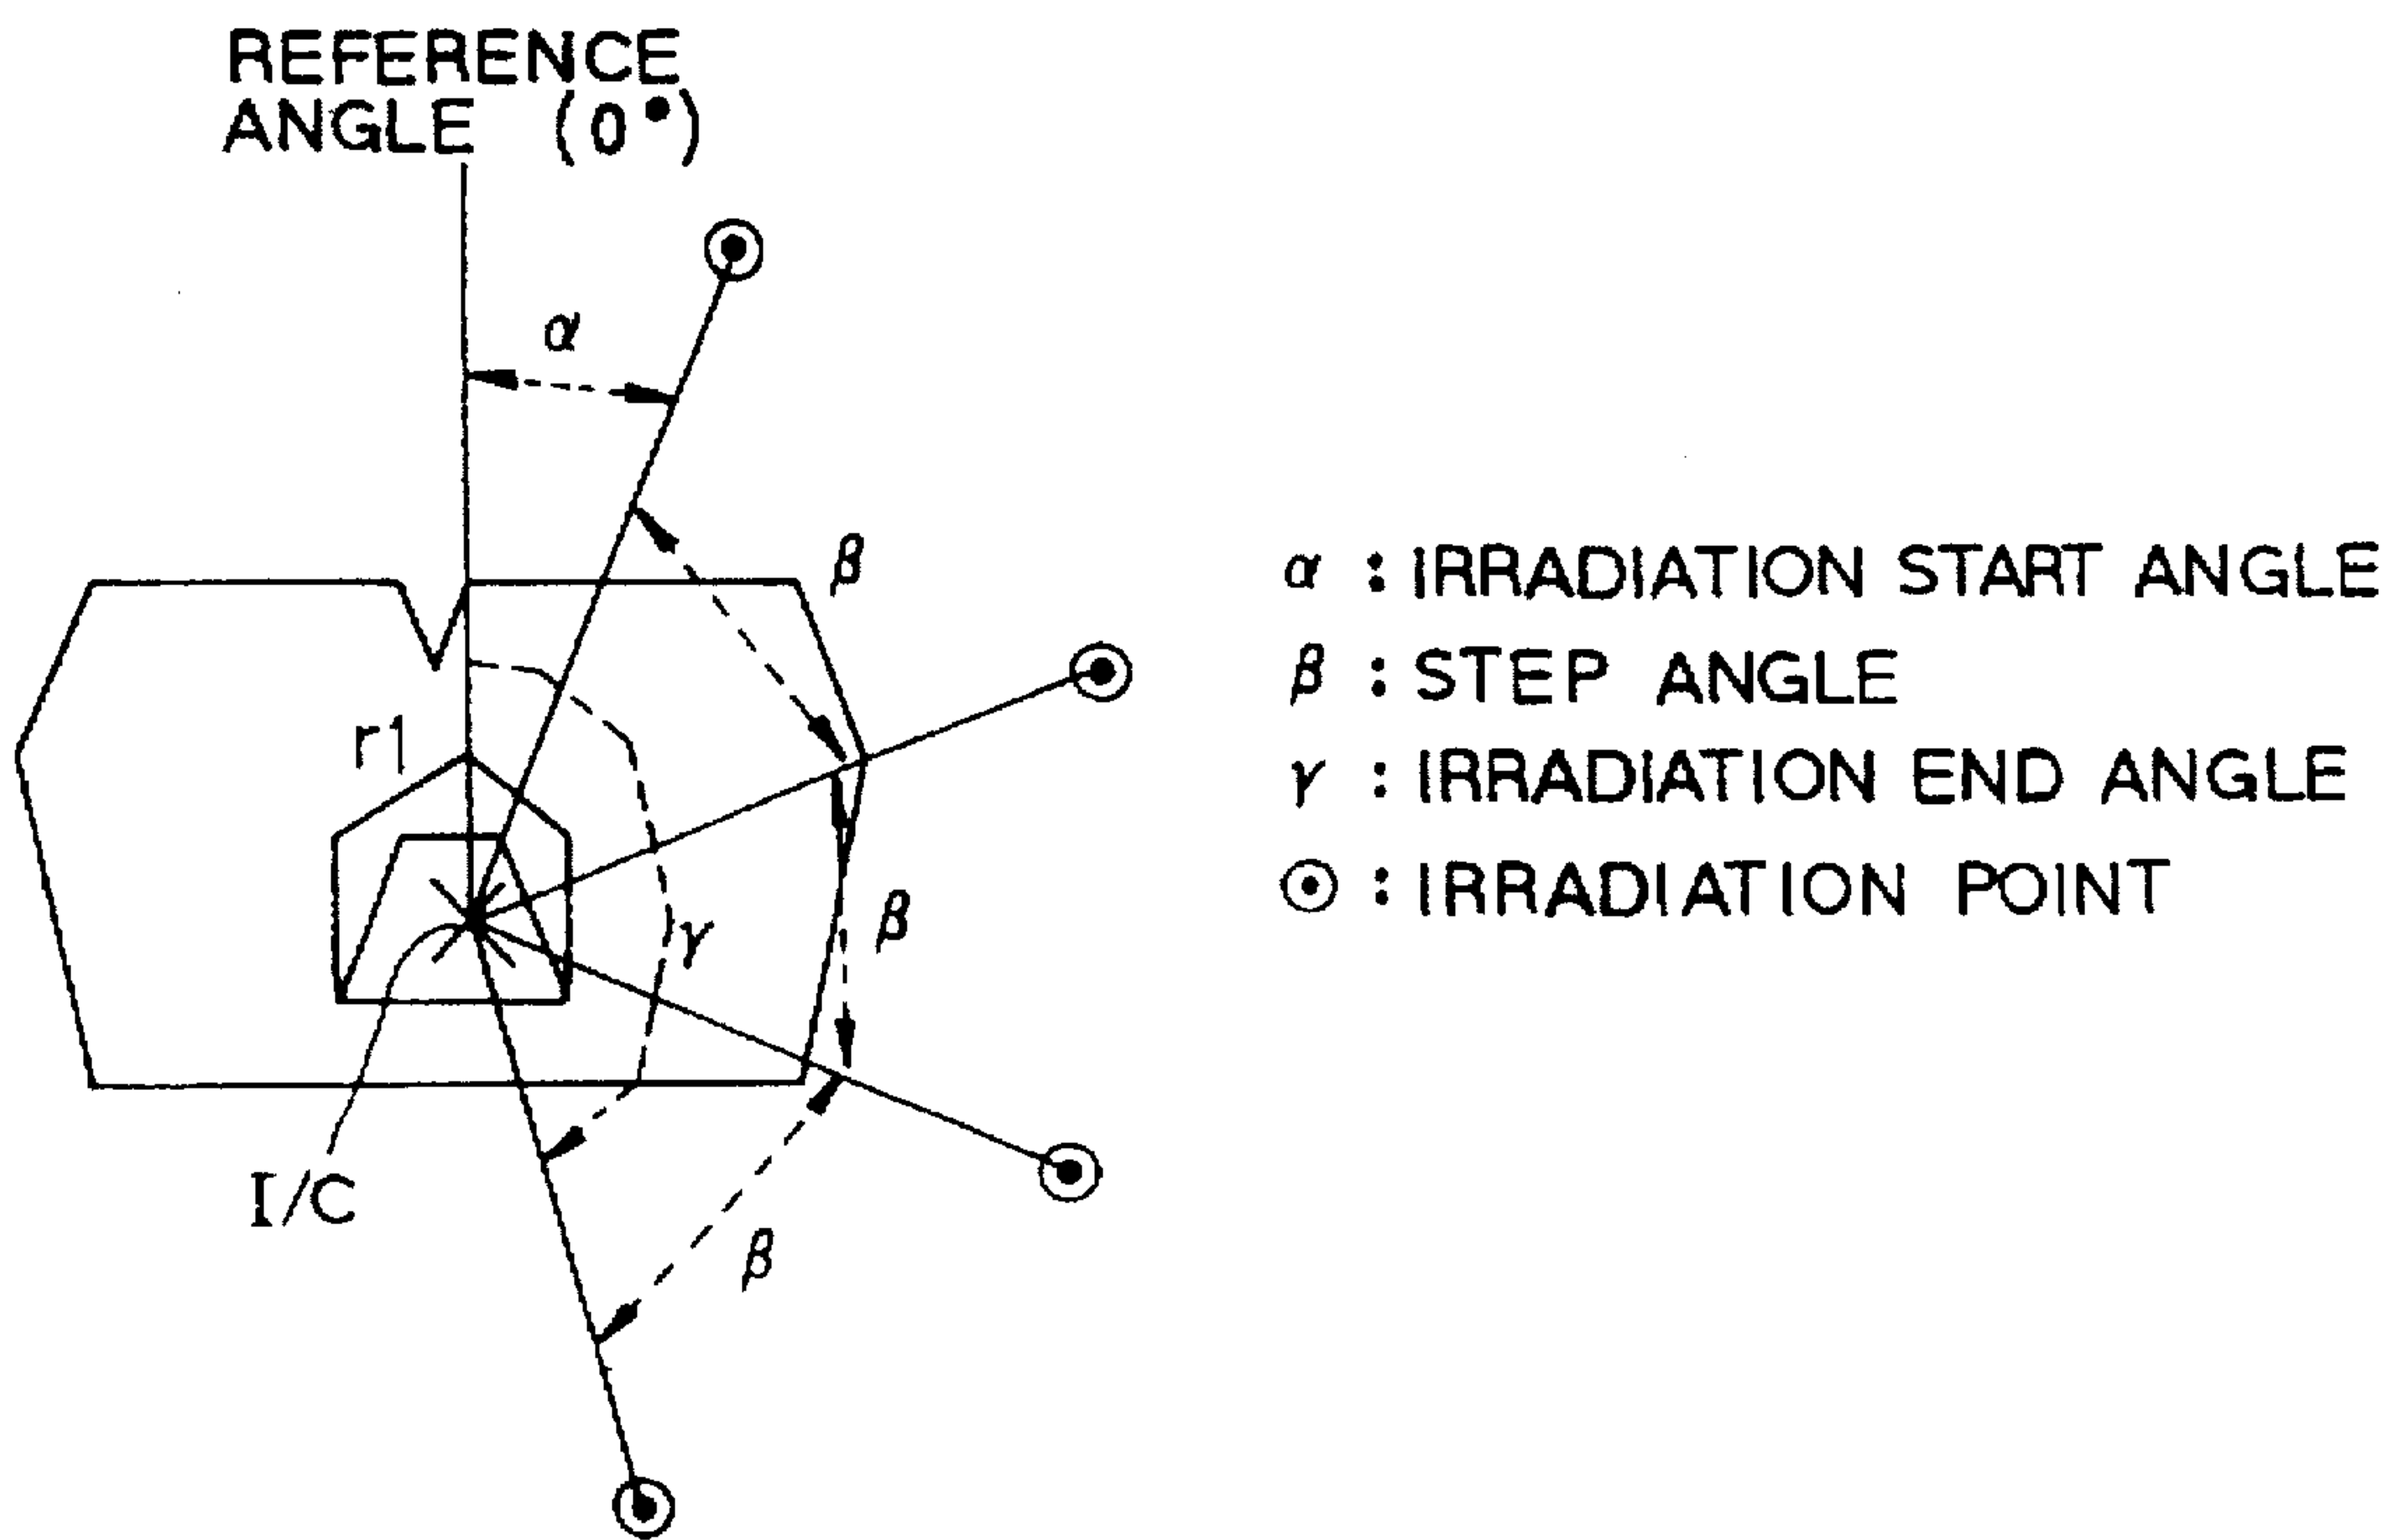 REFERENCE
ANGLE (0°)
α
β
r1
γ
β
I/C
β
α : IRRADIATION START ANGLE
β : STEP ANGLE
γ : IRRADIATION END ANGLE
⊙ : IRRADIATION POINT